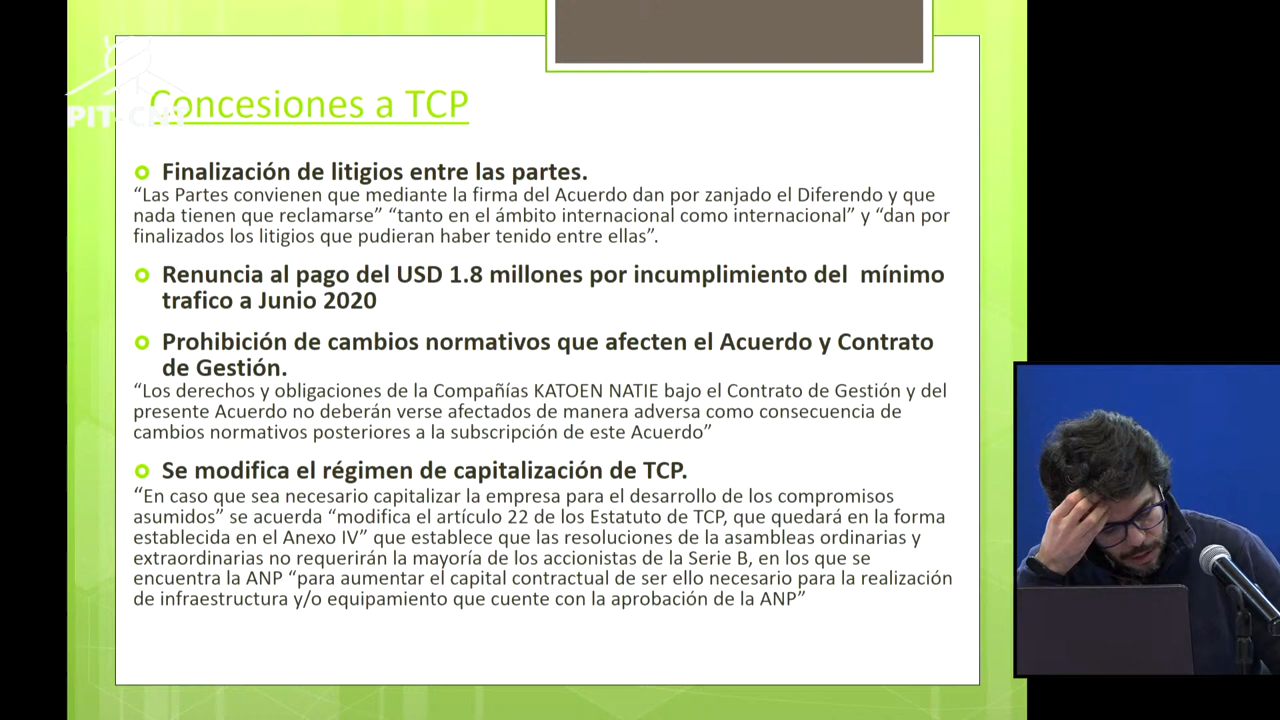 PIT-CNT
Concesiones a TCP
Finalización de litigios entre las partes.
“Las Partes convienen que mediante la firma del Acuerdo dan por zanjado el Diferendo y que
nada tienen que reclamarse” “tanto en el ámbito internacional como internacional” y “dan por
finalizados los litigios que pudieran haber tenido entre ellas”.
Renuncia al pago del USD 1.8 millones por incumplimiento del  mínimo
trafico a Junio 2020
Prohibición de cambios normativos que afecten el Acuerdo y Contrato
de Gestión.
“Los derechos y obligaciones de la Compañías KATOEN NATIE bajo el Contrato de Gestión y del
presente Acuerdo no deberán verse afectados de manera adversa como consecuencia de
cambios normativos posteriores a la subscripción de este Acuerdo”
Se modifica el régimen de capitalización de TCP.
“En caso que sea necesario capitalizar la empresa para el desarrollo de los compromisos
asumidos” se acuerda “modifica el artículo 22 de los Estatuto de TCP, que quedará en la forma
establecida en el Anexo IV” que establece que las resoluciones de la asambleas ordinarias y
extraordinarias no requerirán la mayoría de los accionistas de la Serie B, en los que se
encuentra la ANP “para aumentar el capital contractual de ser ello necesario para la realización
de infraestructura y/o equipamiento que cuente con la aprobación de la ANP”